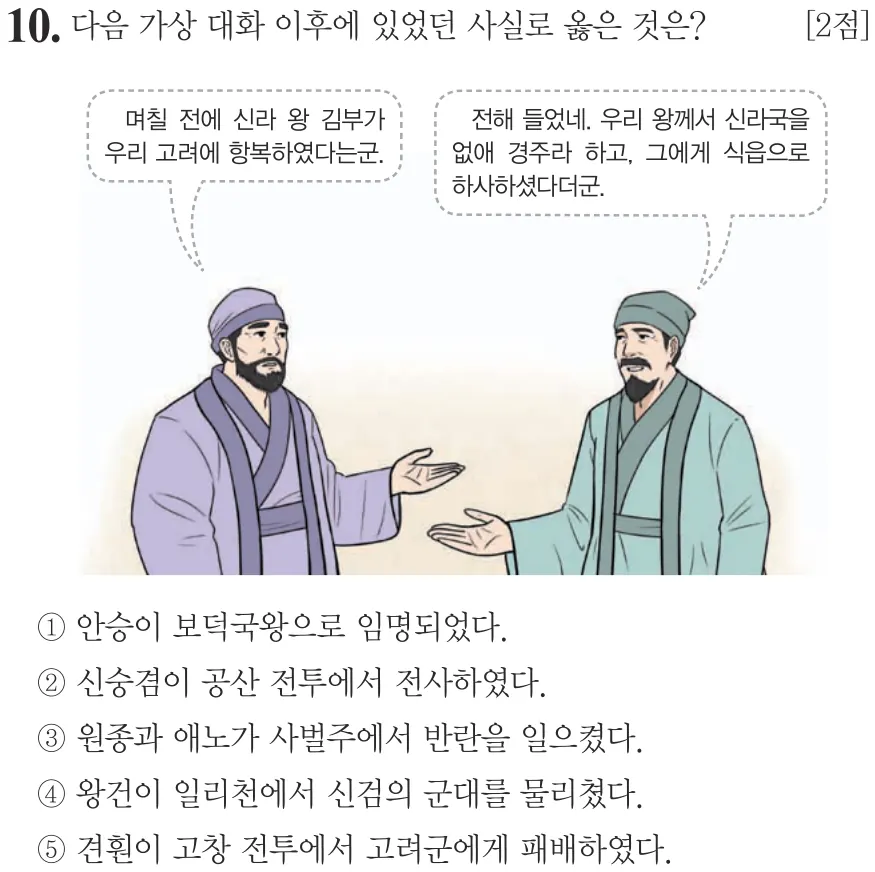 10. 다음 가상 대화 이후에 있었던 사실로 옳은 것은? [2점]
며칠 전에 신라 왕 김부가
우리 고려에 항복하였다는군.
전해 들었네. 우리 왕께서 신라국을
없애 경주라 하고, 그에게 식읍으로
하사하셨다더군.
① 안승이 보덕국왕으로 임명되었다.
② 신숭겸이 공산 전투에서 전사하였다.
③ 원종과 애노가 사벌주에서 반란을 일으켰다.
④ 왕건이 일리천에서 신검의 군대를 물리쳤다.
⑤ 견훤이 고창 전투에서 고려군에게 패배하였다.